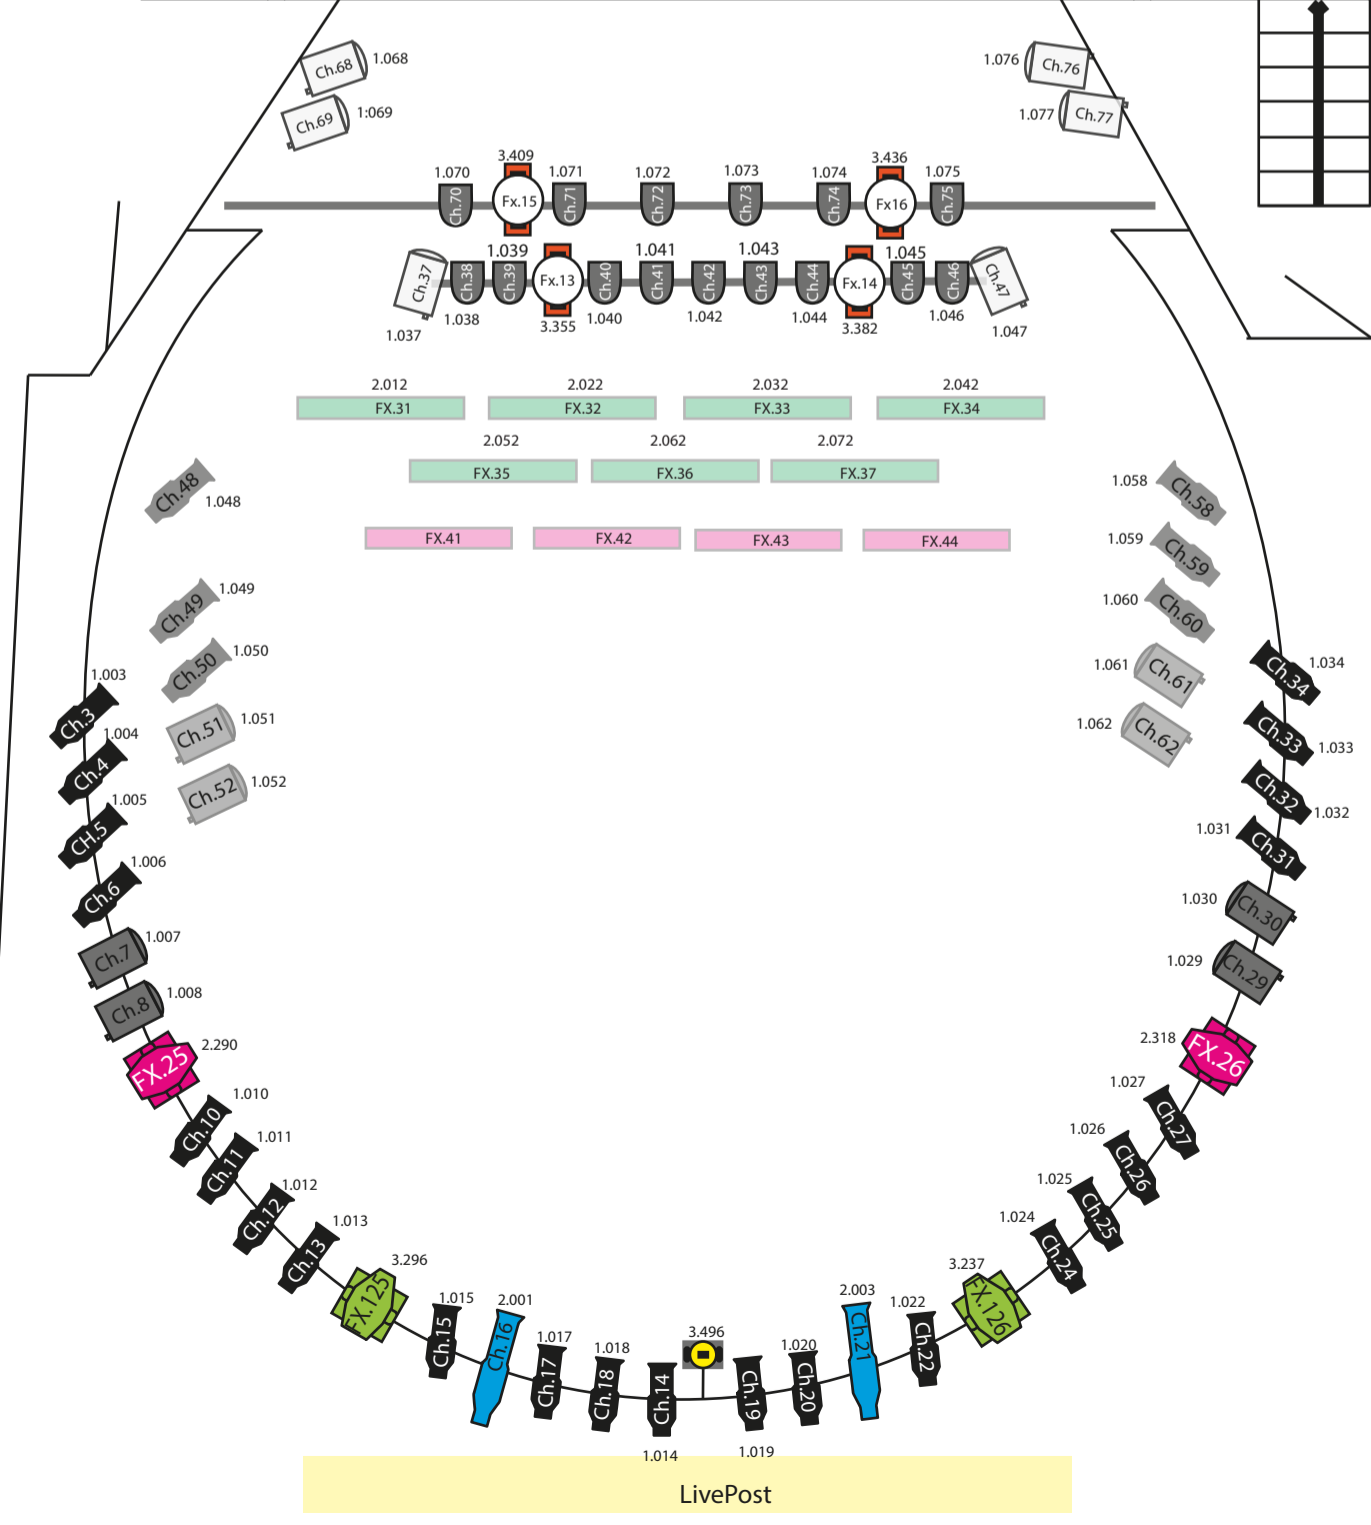 Ch.68 1.068
1.076 Ch.76
Ch.69 1:069
1.077 Ch.77
3.409
3.436
1.070 1.071 1.072 1.073 1.074 1.075
Ch.70 Fx.15 Ch.71 Ch.72 Ch.73 Ch.74 Fx16 Ch.75
1.039 1.041 1.043 1.045
Ch.37 Ch.38 Ch.39 Fx.13 Ch.40 Ch.41 Ch.42 Ch.43 Ch.44 Fx.14 Ch.45 Ch.46 Ch.47
1.037 1.038 3.355 1.040 1.042 1.044 3.382 1.046 1.047
2.012 2.022 2.032 2.042
FX.31 FX.32 FX.33 FX.34
2.052 2.062 2.072
FX.35 FX.36 FX.37
FX.41 FX.42 FX.43 FX.44
Ch.48 1.048
1.058 Ch.58
1.059 Ch.59
Ch.49 1.049
1.060 Ch.60
Ch.50 1.050
1.061 Ch.61
Ch.34 1.034
1.003
Ch.3
Ch.51 1.051
1.062 Ch.62
Ch.33 1.033
1.004
Ch.4
Ch.52 1.052
Ch.32 1.032
1.005
CH.5
1.031 Ch.31
1.006
Ch.6
1.030 Ch.30
Ch.7 1.007
1.029 Ch.29
Ch.8 1.008
FX.25 2.290
2.318 FX.26
Ch.10 1.010
1.027 Ch.27
Ch.11 1.011
1.026 Ch.26
Ch.12 1.012
1.025 Ch.25
Ch.13 1.013
1.024 Ch.24
FX.125 3.296
3.237 FX.126
1.015 2.001 1.017 1.018 3.496 1.020 2.003 1.022
Ch.15 Ch.16 Ch.17 Ch.18 Ch.14 Ch.19 Ch.20 Ch.21 Ch.22
1.014 1.019
LivePost